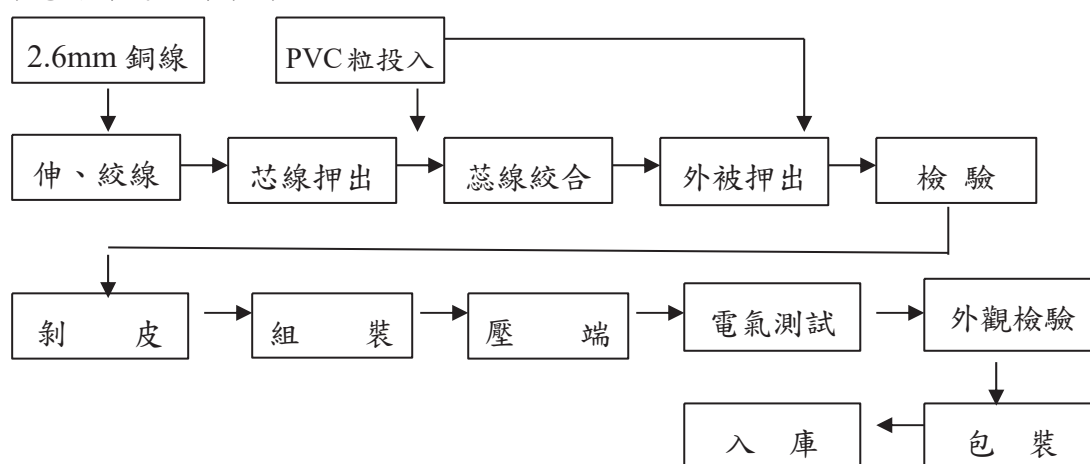 2.6mm 銅線
PVC粒投入
伸、絞線
芯線押出
蕊線絞合
外被押出
檢 驗
剝 皮
組 裝
壓 端
電氣測試
外觀檢驗
入 庫
包 裝